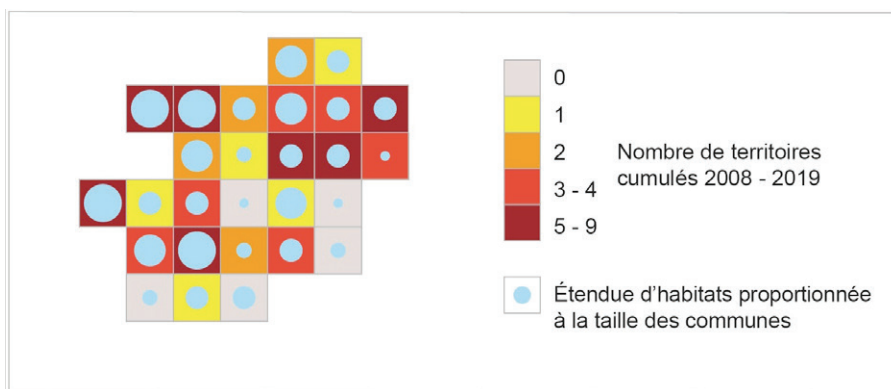 0
1
2
3 - 4
5 - 9
Nombre de territoires
cumulés 2008 - 2019
Étendue d'habitats proportionnée
à la taille des communes